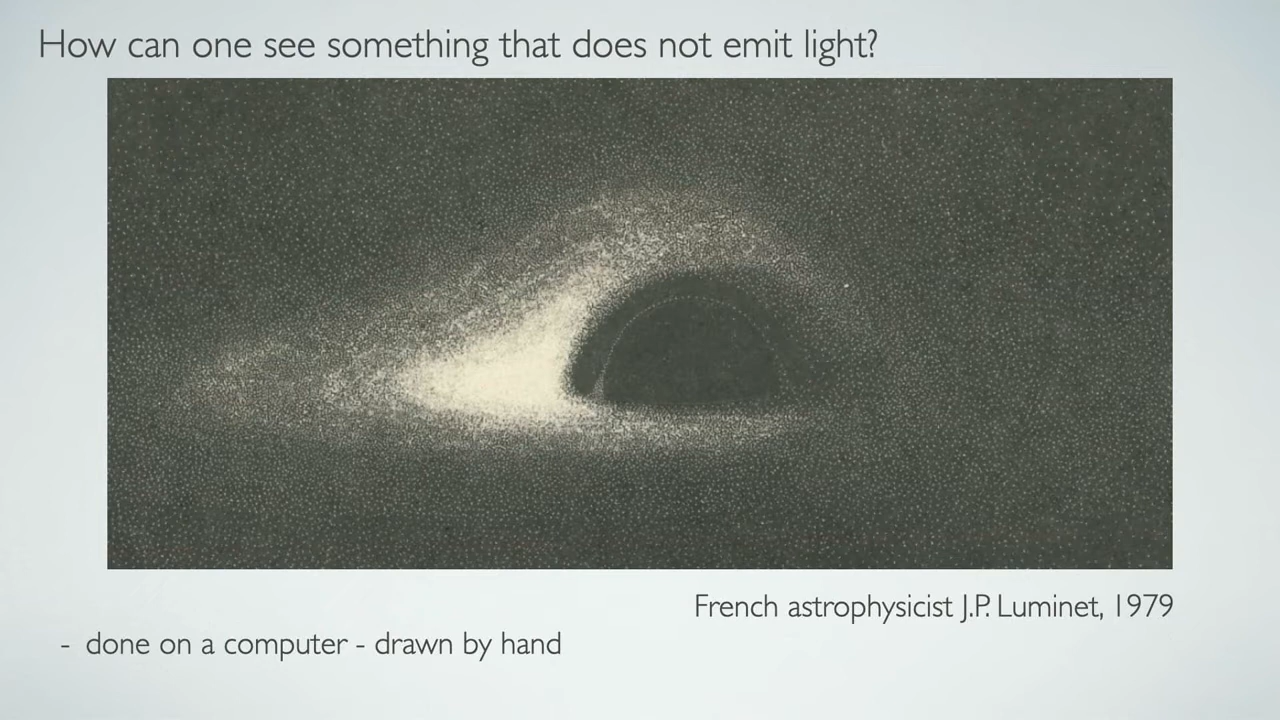 How can one see something that does not emit light?
French astrophysicist J.P. Luminet, 1979
- done on a computer - drawn by hand